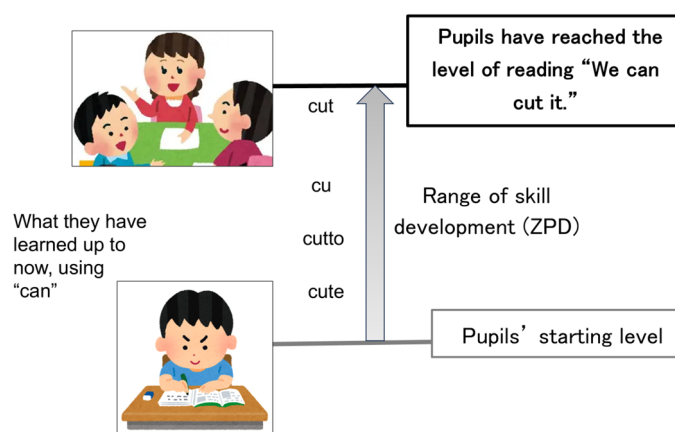 Pupils have reached the
level of reading “We can
cut it.”
cut
cu
cutto
cute
Range of skill
development (ZPD)
What they have
learned up to
now, using
“can”
Pupils’ starting level